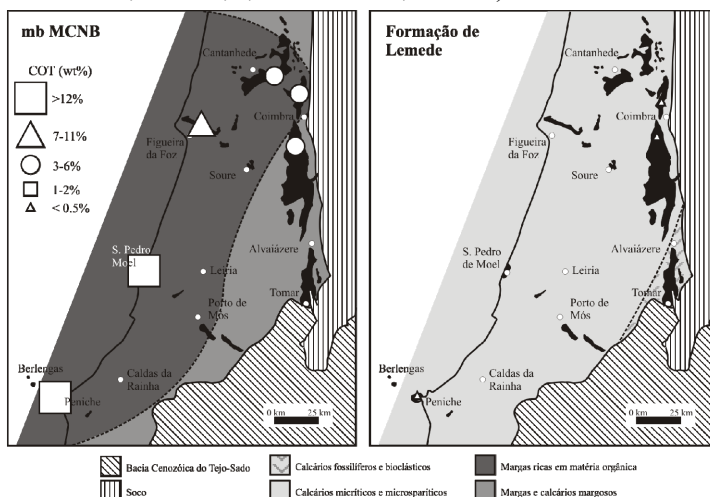 mb MCNB
COT (wt%)
>12%
7-11%
3-6%
1-2%
< 0.5%
Cantanhede
Coimbra
Figueira
da Foz
Soure
S. Pedro
Moel
Alvaiázere
Leiria
Tomar
Porto de
Mós
Berlengas
Caldas da
Rainha
Peniche
0 km 25 km
Formação de
Lemede
Cantanhede
Coimbra
Figueira
da Foz
Soure
Alvaiázere
S. Pedro
de Moel
Leiria
Tomar
Porto de
Mós
Berlengas
Caldas da
Rainha
Peniche
0 km 25 km
Bacia Cenozóica do Tejo-Sado
Calcários fossilíferos e bioclásticos
Margas ricas em matéria orgânica
Soco
Calcários micríticos e microsparíticos
Margas e calcários margosos